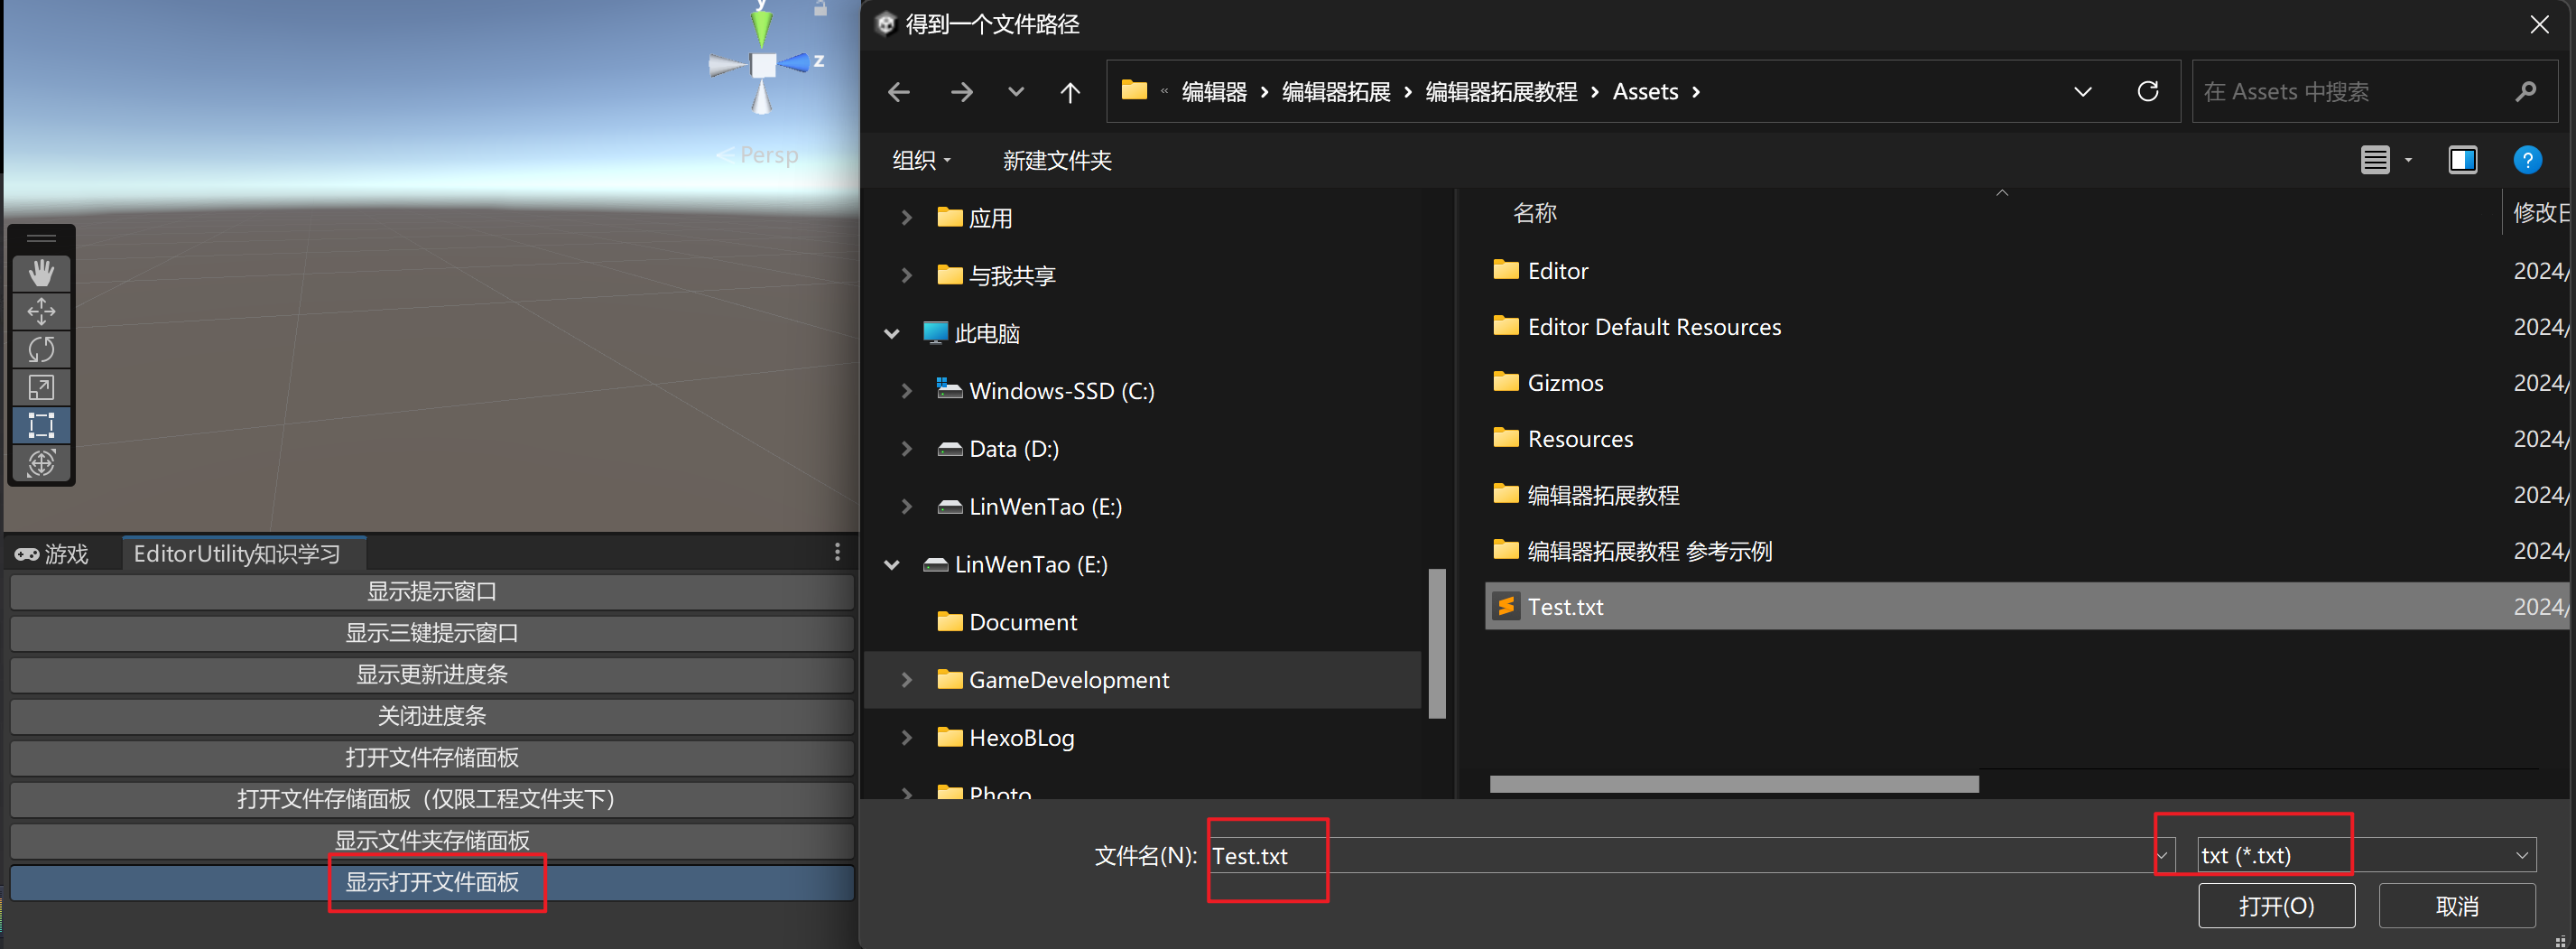 y
z
Persp
游戏
EditorUtility知识学习
显示提示窗口
显示三键提示窗口
显示更新进度条
关闭进度条
打开文件存储面板
打开文件存储面板（仅限工程文件夹下）
显示文件夹存储面板
显示打开文件面板
得到一个文件路径
« 编辑器 › 编辑器拓展 › 编辑器拓展教程 › Assets ›
在 Assets 中搜索
组织
新建文件夹
应用
与我共享
此电脑
Windows-SSD (C:)
Data (D:)
LinWenTao (E:)
LinWenTao (E:)
Document
GameDevelopment
HexoBLog
Photo
名称 修改日
Editor 2024/
Editor Default Resources 2024/
Gizmos 2024/
Resources 2024/
编辑器拓展教程 2024/
编辑器拓展教程 参考示例 2024/
Test.txt 2024/
文件名(N): Test.txt
txt (*.txt)
打开(O)
取消